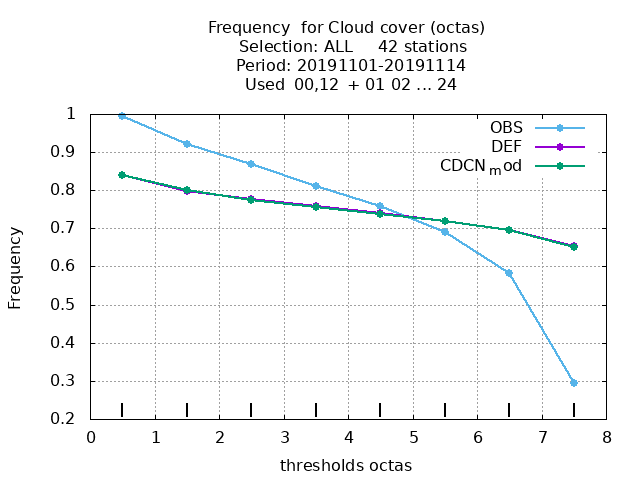 Frequency for Cloud cover (octas)
Selection: ALL 42 stations
Period: 20191101-20191114
Used 00,12 + 01 02 ... 24
OBS
DEF
CDCNmod
1
0.9
0.8
0.7
0.6
0.5
0.4
0.3
0.2
Frequency
0 1 2 3 4 5 6 7 8
thresholds octas